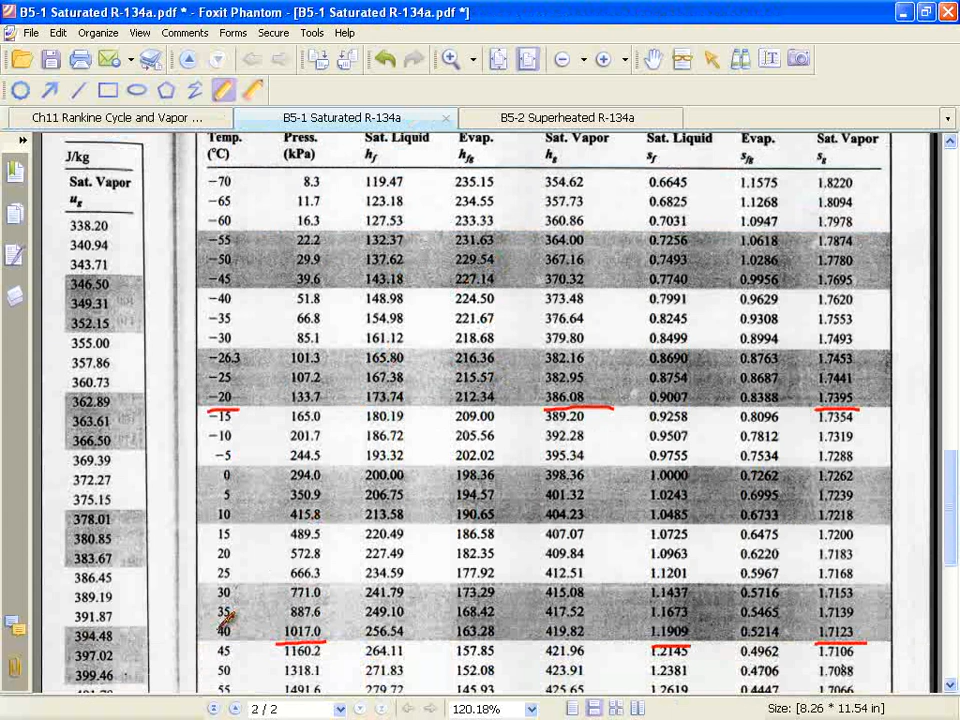 B5-1 Saturated R-134a.pdf * - Foxit Phantom - [B5-1 Saturated R-134a.pdf *]
File Edit Organize View Comments Forms Secure Tools Help
Ch11 Rankine Cycle and Vapor ... B5-1 Saturated R-134a B5-2 Superheated R-134a
J/kg
Sat. Vapor
ug
338.20
340.94
343.71
346.50
349.31
352.15
355.00
357.86
360.73
362.89
363.61
366.50
369.39
372.27
375.15
378.01
380.85
383.67
386.45
389.19
391.87
394.48
397.02
399.46
Temp. Press. Sat. Liquid Evap. Sat. Vapor Sat. Liquid Evap. Sat. Vapor
(°C) (kPa) hf hfg hg sf sfg sg
−70 8.3 119.47 235.15 354.62 0.6645 1.1575 1.8220
−65 11.7 123.18 234.55 357.73 0.6825 1.1268 1.8094
−60 16.3 127.53 233.33 360.86 0.7031 1.0947 1.7978
−55 22.2 132.37 231.63 364.00 0.7256 1.0618 1.7874
−50 29.9 137.62 229.54 367.16 0.7493 1.0286 1.7780
−45 39.6 143.18 227.14 370.32 0.7740 0.9956 1.7695
−40 51.8 148.98 224.50 373.48 0.7991 0.9629 1.7620
−35 66.8 154.98 221.67 376.64 0.8245 0.9308 1.7553
−30 85.1 161.12 218.68 379.80 0.8499 0.8994 1.7493
−26.3 101.3 165.80 216.36 382.16 0.8690 0.8763 1.7453
−25 107.2 167.38 215.57 382.95 0.8754 0.8687 1.7441
−20 133.7 173.74 212.34 386.08 0.9007 0.8388 1.7395
−15 165.0 180.19 209.00 389.20 0.9258 0.8096 1.7354
−10 201.7 186.72 205.56 392.28 0.9507 0.7812 1.7319
−5 244.5 193.32 202.02 395.34 0.9755 0.7534 1.7288
0 294.0 200.00 198.36 398.36 1.0000 0.7262 1.7262
5 350.9 206.75 194.57 401.32 1.0243 0.6995 1.7239
10 415.8 213.58 190.65 404.23 1.0485 0.6733 1.7218
15 489.5 220.49 186.58 407.07 1.0725 0.6475 1.7200
20 572.8 227.49 182.35 409.84 1.0963 0.6220 1.7183
25 666.3 234.59 177.92 412.51 1.1201 0.5967 1.7168
30 771.0 241.79 173.29 415.08 1.1437 0.5716 1.7153
35 887.6 249.10 168.42 417.52 1.1673 0.5465 1.7139
40 1017.0 256.54 163.28 419.82 1.1909 0.5214 1.7123
45 1160.2 264.11 157.85 421.96 1.2145 0.4962 1.7106
50 1318.1 271.83 152.08 423.91 1.2381 0.4706 1.7088
55 1491.6 279.72 145.93 425.65 1.2619 0.4447 1.7066
2 / 2 120.18% Size: [8.26 * 11.54 in]